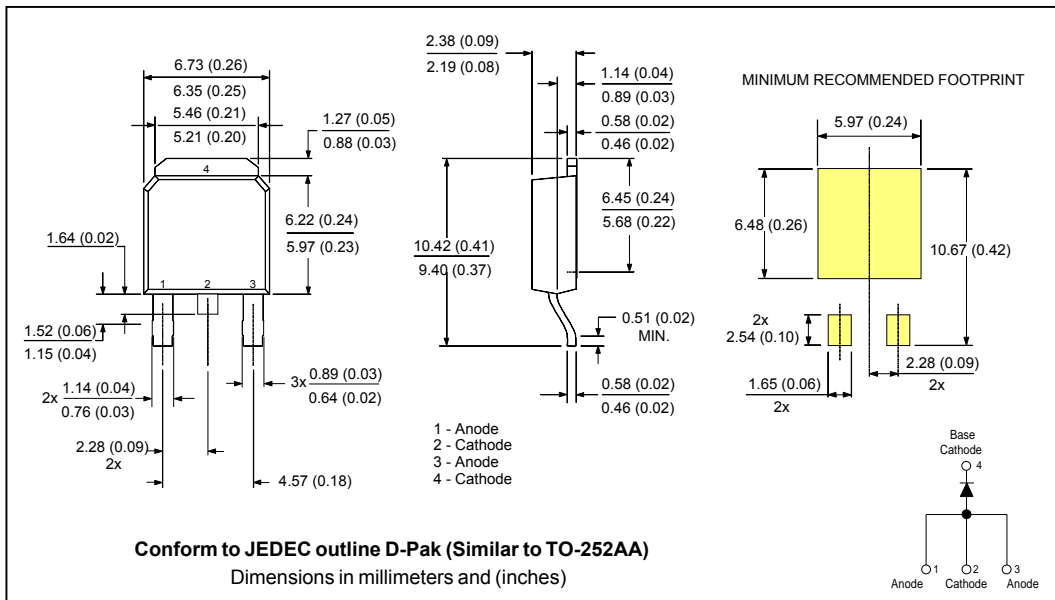 6.73 (0.26)
6.35 (0.25)
5.46 (0.21)
5.21 (0.20)
1.27 (0.05)
0.88 (0.03)
4
6.22 (0.24)
5.97 (0.23)
1.64 (0.02)
1
2
3
1.52 (0.06)
1.15 (0.04)
2x 1.14 (0.04)
0.76 (0.03)
3x 0.89 (0.03)
0.64 (0.02)
2.28 (0.09)
2x
4.57 (0.18)
2.38 (0.09)
2.19 (0.08)
1.14 (0.04)
0.89 (0.03)
0.58 (0.02)
0.46 (0.02)
6.45 (0.24)
5.68 (0.22)
10.42 (0.41)
9.40 (0.37)
0.51 (0.02)
MIN.
0.58 (0.02)
0.46 (0.02)
1 - Anode
2 - Cathode
3 - Anode
4 - Cathode
MINIMUM RECOMMENDED FOOTPRINT
5.97 (0.24)
6.48 (0.26)
10.67 (0.42)
2x
2.54 (0.10)
2.28 (0.09)
2x
1.65 (0.06)
2x
Base
Cathode
4
1
2
3
Anode
Cathode
Anode
Conform to JEDEC outline D-Pak (Similar to TO-252AA)
Dimensions in millimeters and (inches)